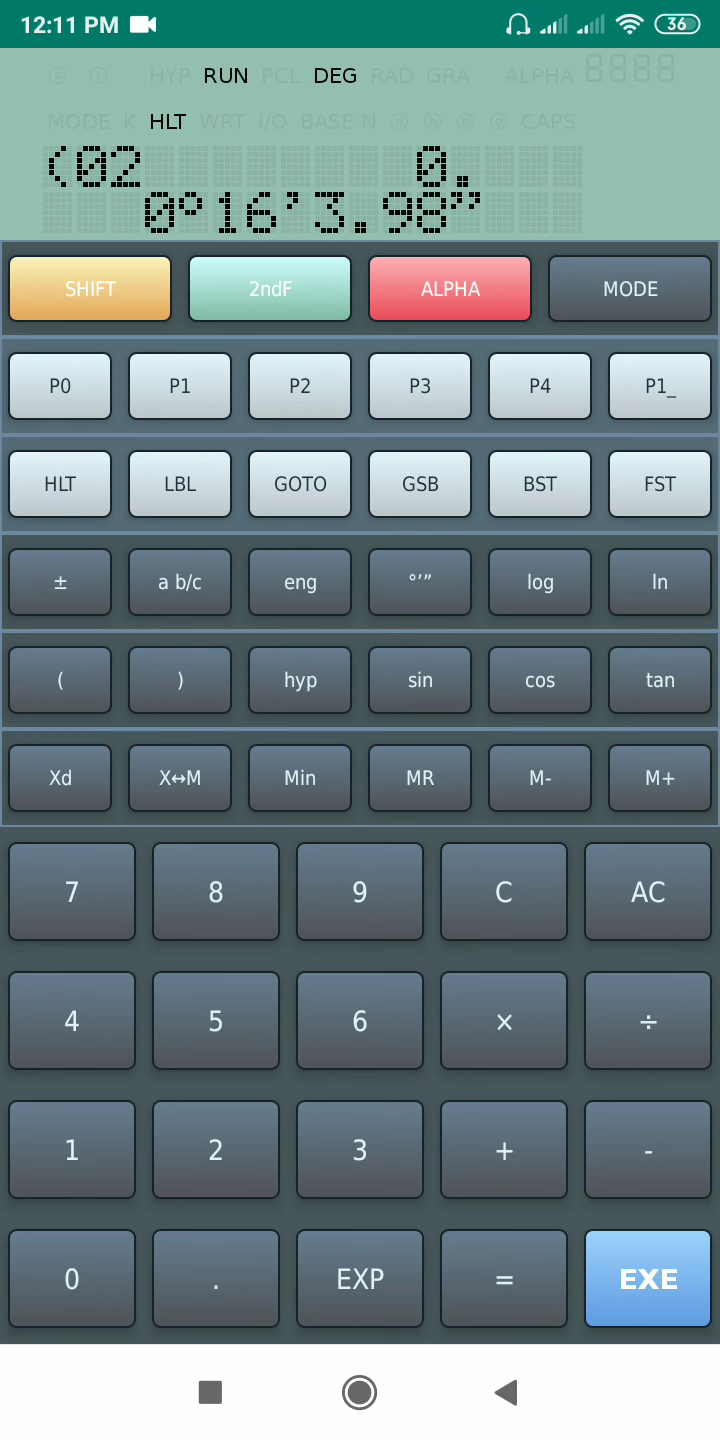 12:11 PM 36
S F HYP RUN PCL DEG RAD GRA ALPHA 8888
MODE K HLT WRT I/O BASE-N d h b o CAPS
(02 0.
0°16’3.98”
SHIFT 2ndF ALPHA MODE
P0 P1 P2 P3 P4 P1_
HLT LBL GOTO GSB BST FST
± a b/c eng °′″ log ln
( ) hyp sin cos tan
Xd X↔M Min MR M- M+
7 8 9 C AC
4 5 6 × ÷
1 2 3 + -
0 . EXP = EXE